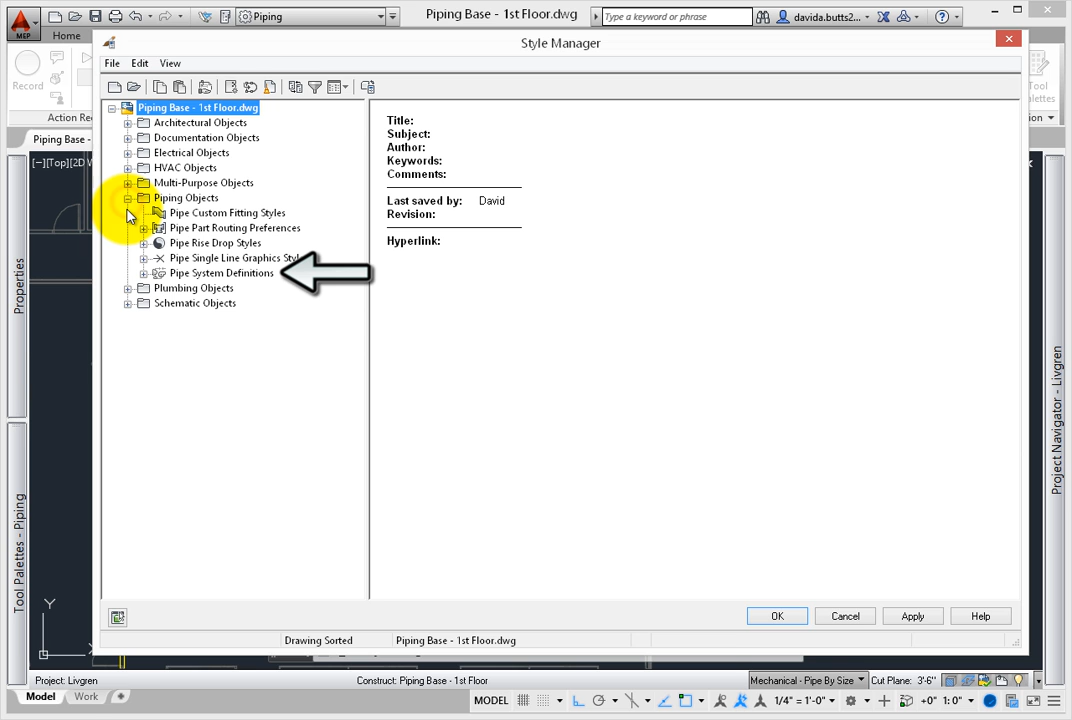 Piping
Piping Base - 1st Floor.dwg
Type a keyword or phrase
davida.butts2...
MEP
Home
Style Manager
File Edit View
Record
Tool
Action Re
Piping Base -
[−][Top][2D W
Piping Base - 1st Floor.dwg
Architectural Objects
Documentation Objects
Electrical Objects
HVAC Objects
Multi-Purpose Objects
Piping Objects
Pipe Custom Fitting Styles
Pipe Part Routing Preferences
Pipe Rise Drop Styles
Pipe Single Line Graphics Styl
Pipe System Definitions
Plumbing Objects
Schematic Objects
Title:
Subject:
Author:
Keywords:
Comments:
Last saved by: David
Revision:
Hyperlink:
Properties
Tool Palettes - Piping
Project Navigator - Livgren
Y
OK Cancel Apply Help
Drawing Sorted Piping Base - 1st Floor.dwg
Project: Livgren Construct: Piping Base - 1st Floor Mechanical - Pipe By Size Cut Plane: 3'-6"
Model Work
MODEL 1/4" = 1'-0" +0" 1:0"